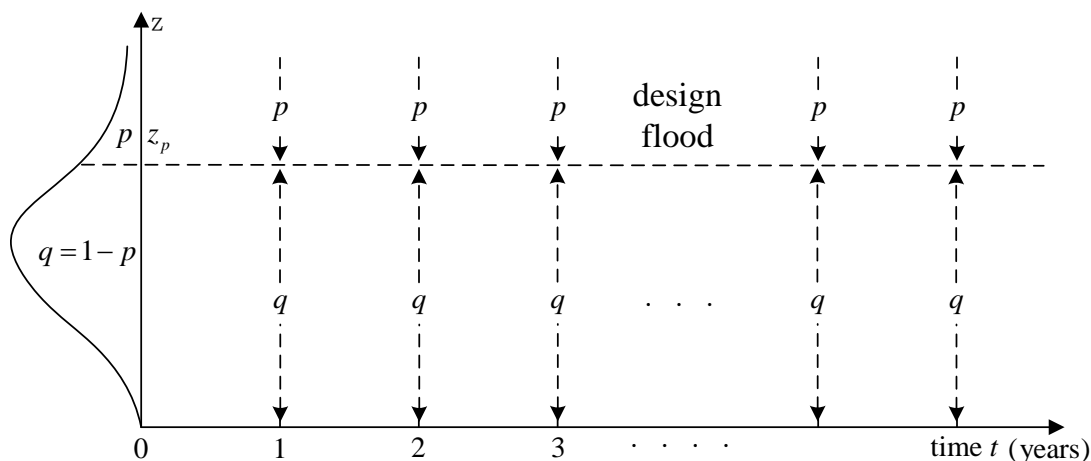 z
p p p design p p
flood
p z_p
q = 1 − p
q q q . . . q q
0 1 2 3 . . . . time t (years)